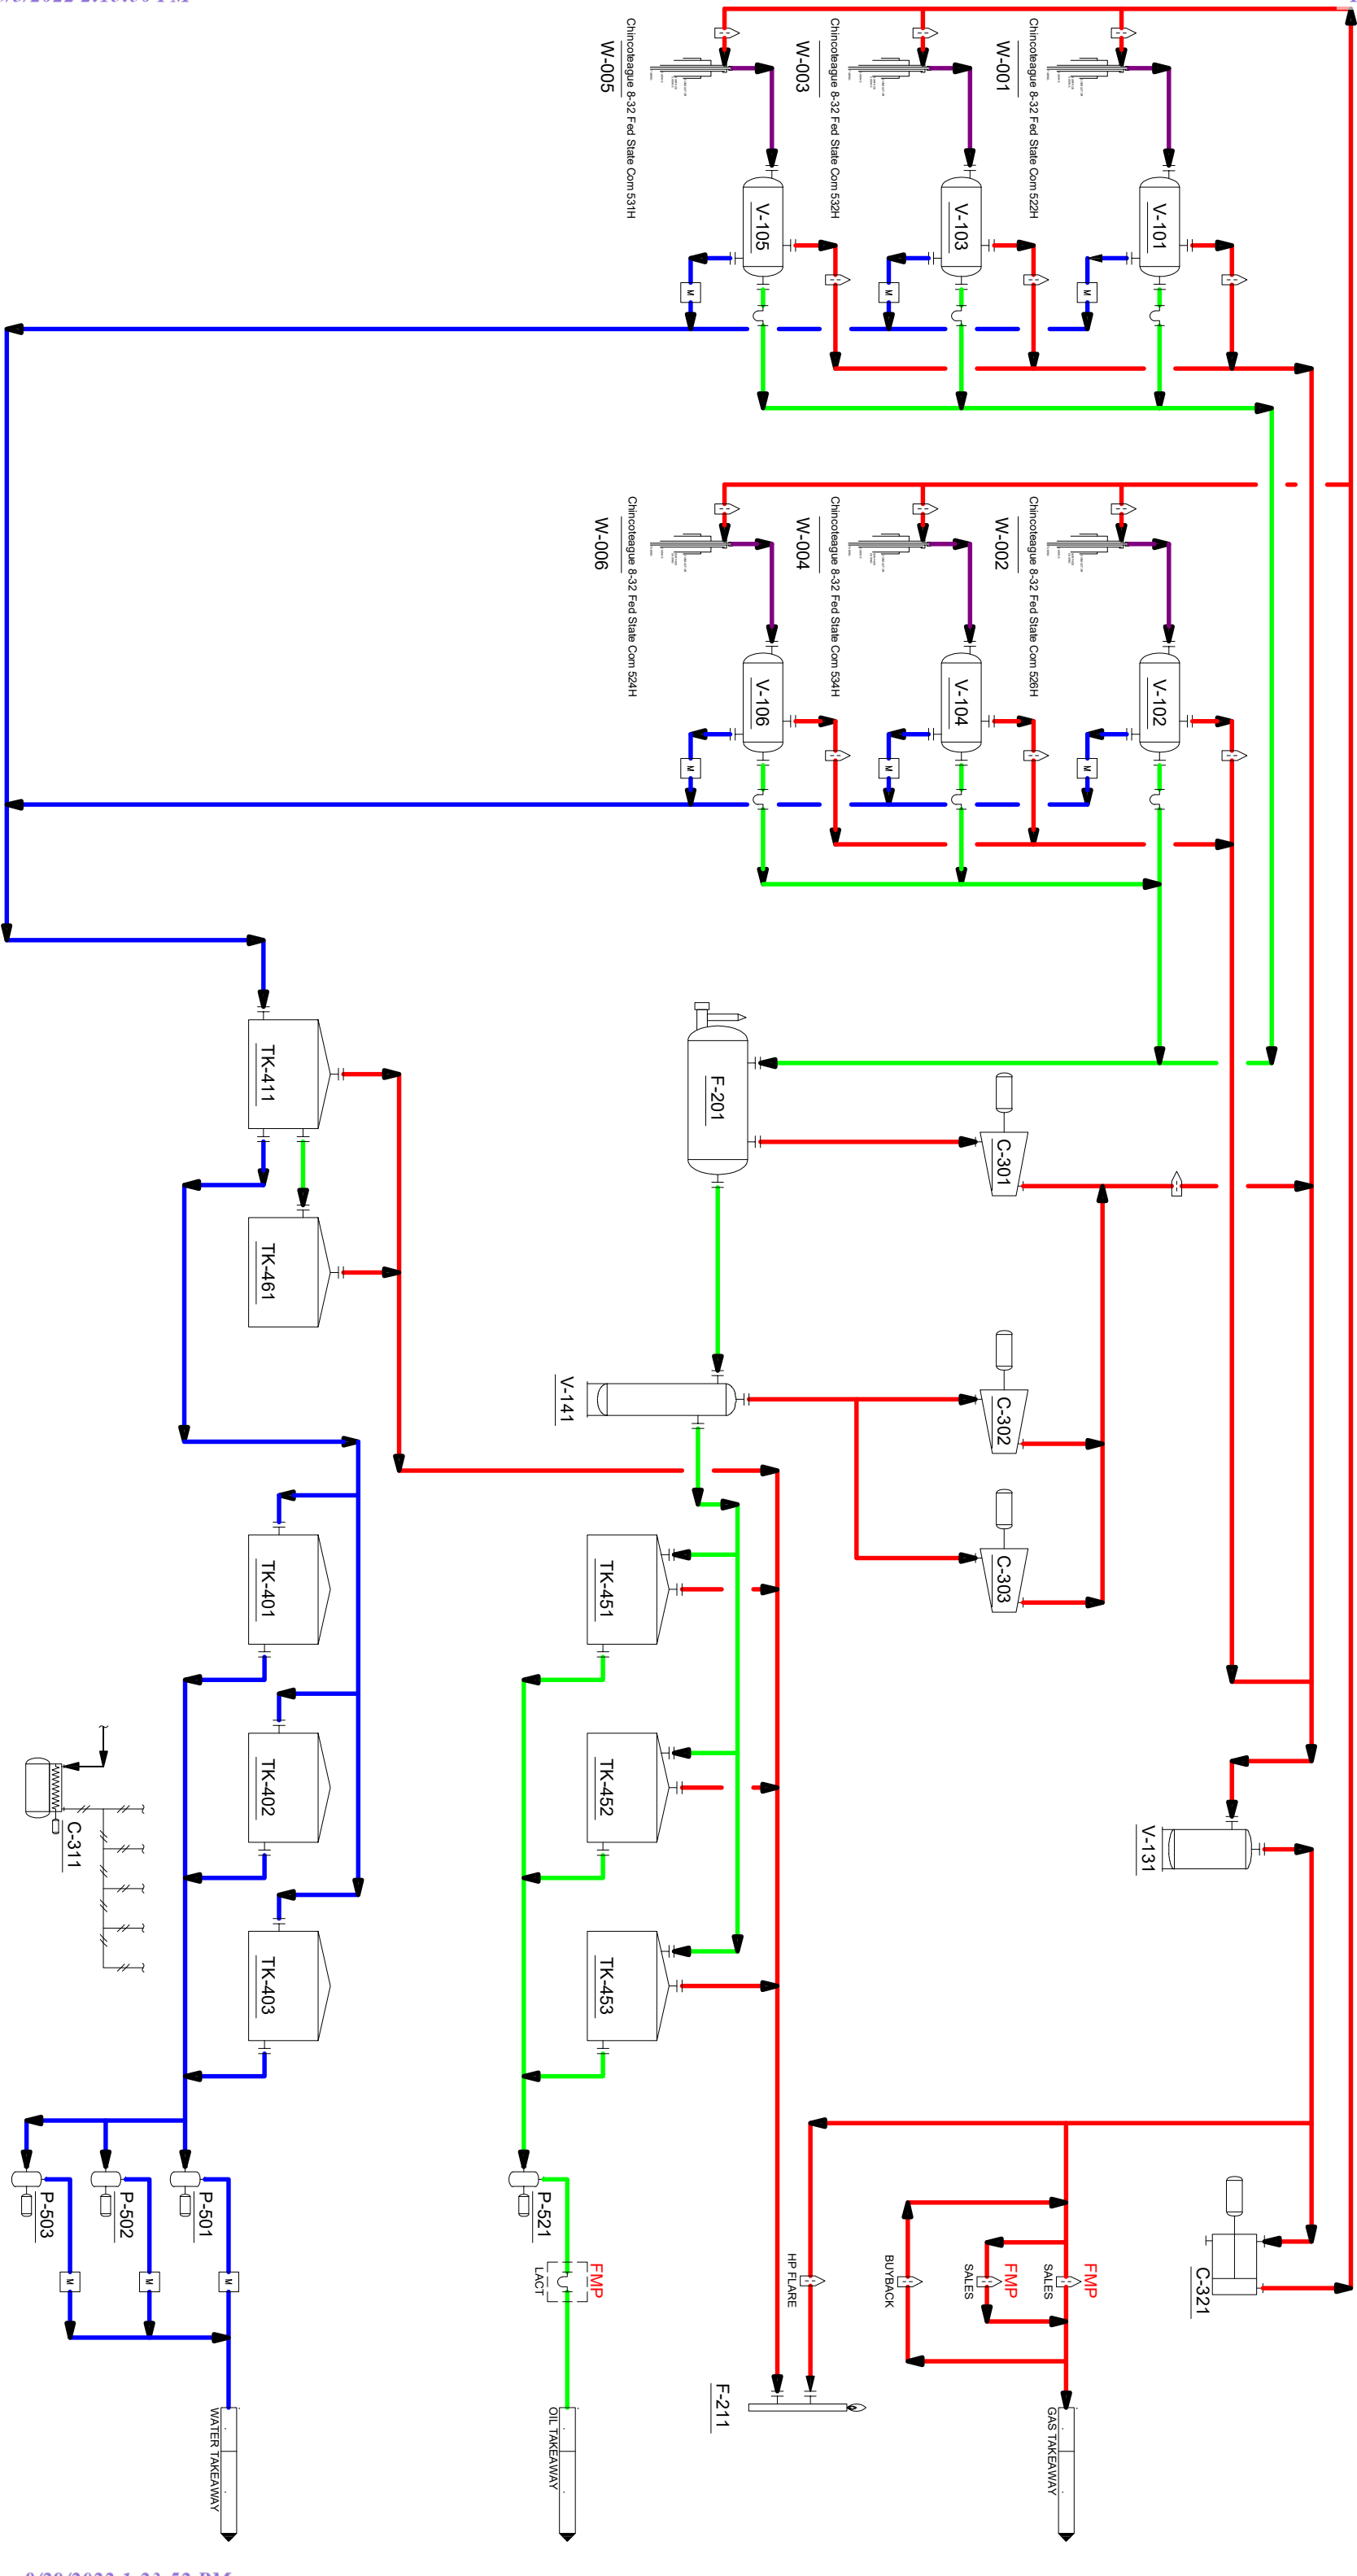 W-001
Chincoteague 8-32 Fed State Com 522H
V-101
W-003
Chincoteague 8-32 Fed State Com 532H
V-103
W-005
Chincoteague 8-32 Fed State Com 531H
V-105
M
M
M
W-002
Chincoteague 8-32 Fed State Com 526H
V-102
W-004
Chincoteague 8-32 Fed State Com 534H
V-104
W-006
Chincoteague 8-32 Fed State Com 524H
V-106
M
M
M
F-201
C-301
TK-411
TK-461
V-141
C-302
C-303
TK-451
TK-452
TK-453
TK-401
TK-402
TK-403
C-311
V-131
C-321
FMP
SALES
FMP
SALES
BUYBACK
HP FLARE
F-211
P-521
FMP
LACT
P-501
P-502
P-503
M
M
M
GAS TAKEAWAY
OIL TAKEAWAY
WATER TAKEAWAY